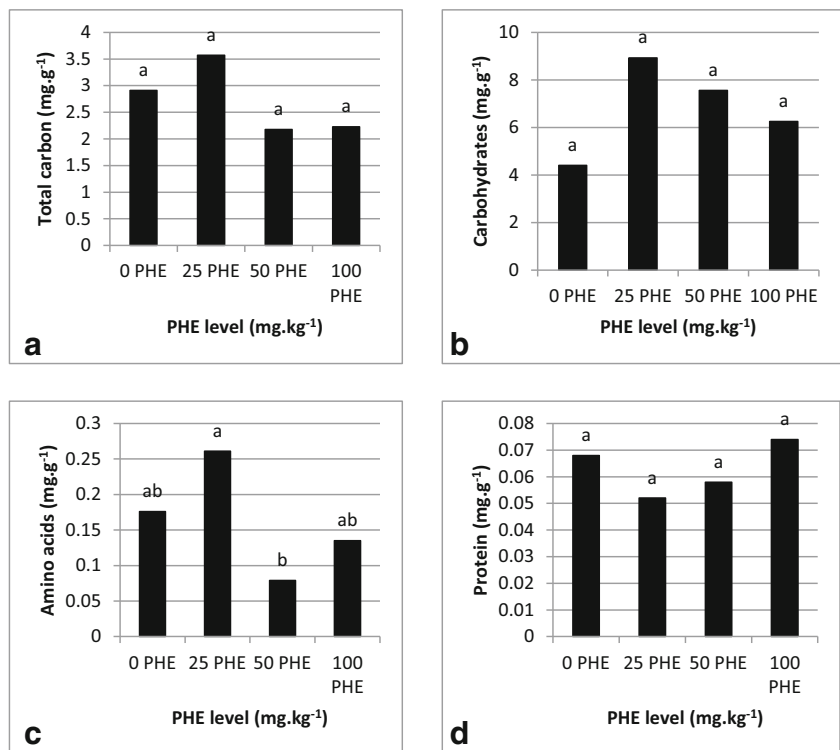 4
3.5
3
2.5
2
1.5
1
0.5
0
Total carbon (mg.g⁻¹)
a
a
a
a
0 PHE 25 PHE 50 PHE 100 PHE
PHE level (mg.kg⁻¹)
a
10
8
6
4
2
0
Carbohydrates (mg.g⁻¹)
a
a
a
a
0 PHE 25 PHE 50 PHE 100 PHE
PHE level (mg.kg⁻¹)
b
0.3
0.25
0.2
0.15
0.1
0.05
0
Amino acids (mg.g⁻¹)
ab
a
b
ab
0 PHE 25 PHE 50 PHE 100 PHE
PHE level (mg.kg⁻¹)
c
0.08
0.07
0.06
0.05
0.04
0.03
0.02
0.01
0
Protein (mg.g⁻¹)
a
a
a
a
0 PHE 25 PHE 50 PHE 100 PHE
PHE level (mg.kg⁻¹)
d